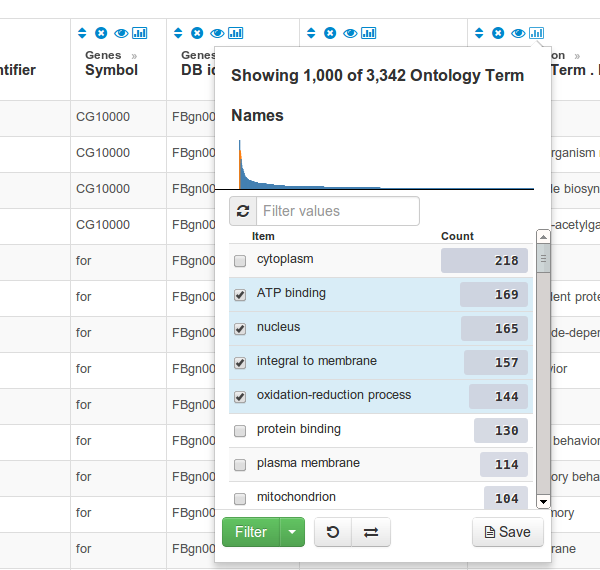 Genes » Genes on »
ntifier Symbol DB id Term .
Showing 1,000 of 3,342 Ontology Term
Names
CG10000 FBgn00
CG10000 FBgn00 rganism
CG10000 FBgn00 le biosyn
CG10000 FBgn00 -acetylga
for FBgn00
for FBgn00 lent prote
for FBgn00 de-depe
for FBgn00 vior
for FBgn00
for FBgn00 behavior
for FBgn00 ory beha
for FBgn00 mory
for FBgn00 rane
Filter values
Item Count
cytoplasm 218
ATP binding 169
nucleus 165
integral to membrane 157
oxidation-reduction process 144
protein binding 130
plasma membrane 114
mitochondrion 104
Filter Save